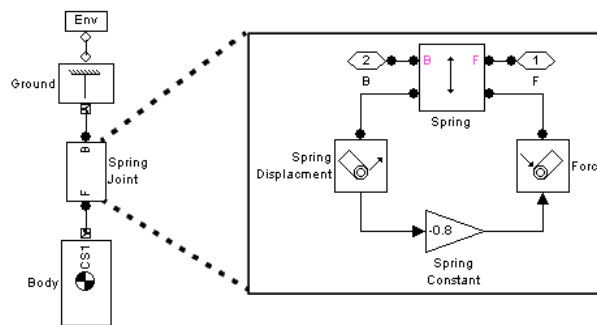 Env
Ground
B
Spring
Joint
F
CS1
Body
2
B
F
1
B
F
Spring
Spring
Displacment
Forc
-0.8
Spring
Constant